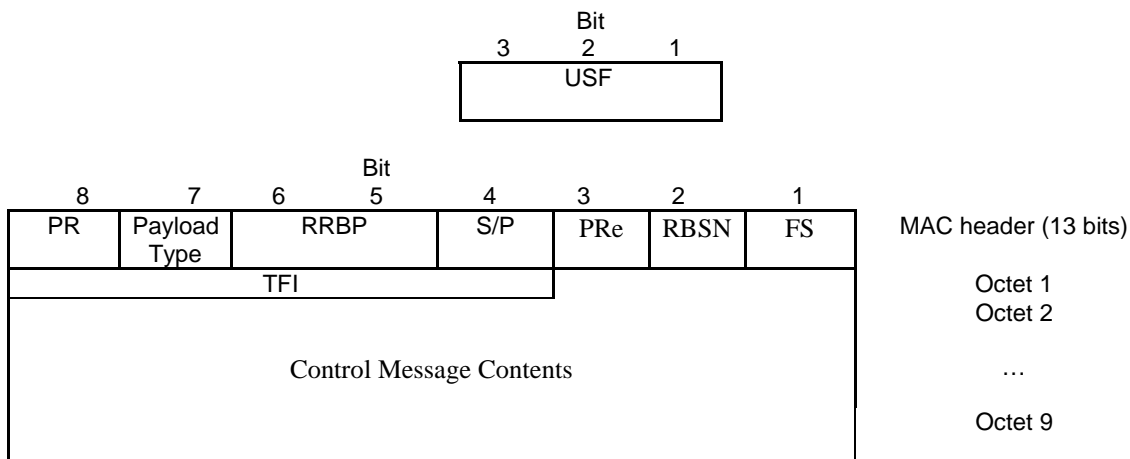 Bit
3 2 1
USF
Bit
8 7 6 5 4 3 2 1
PR Payload Type RRBP S/P PRe RBSN FS MAC header (13 bits)
TFI Octet 1
Octet 2
Control Message Contents …
Octet 9